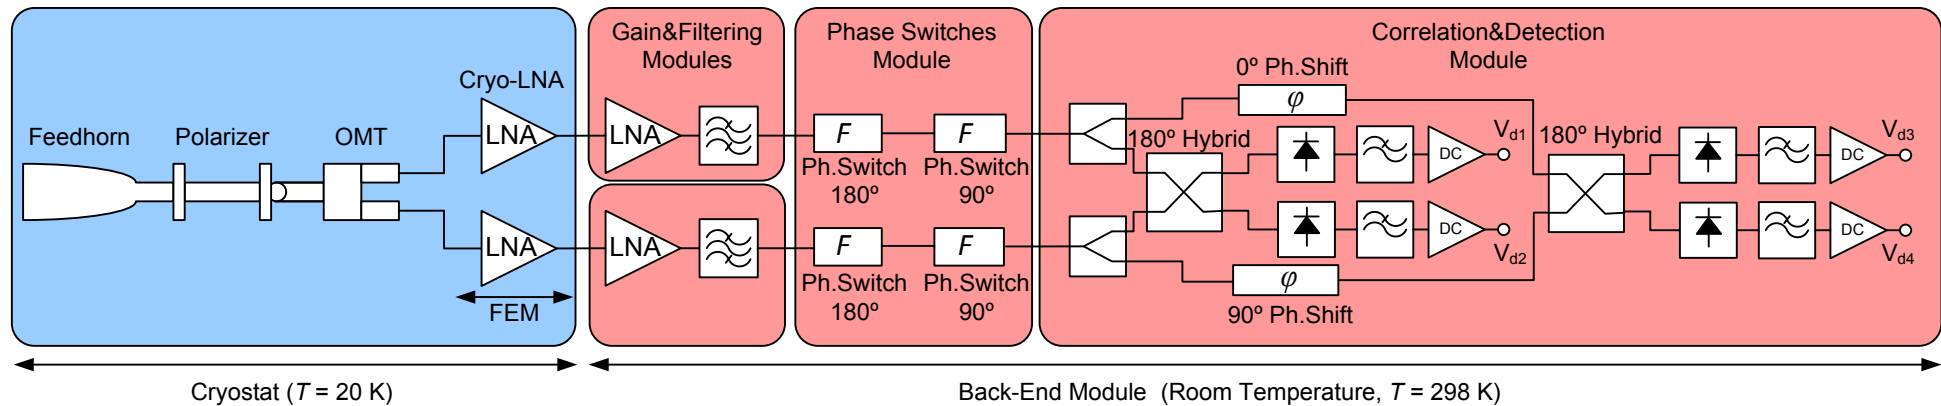 Gain&Filtering
Modules
Phase Switches
Module
Correlation&Detection
Module
Cryo-LNA
0º Ph.Shift
φ
Feedhorn
Polarizer
OMT
LNA
LNA
F
F
Ph.Switch
180º
Ph.Switch
90º
180º Hybrid
DC
Vd1
180º Hybrid
DC
Vd3
LNA
LNA
F
F
Ph.Switch
180º
Ph.Switch
90º
DC
Vd2
DC
Vd4
φ
90º Ph.Shift
FEM
Cryostat (T = 20 K)
Back-End Module (Room Temperature, T = 298 K)